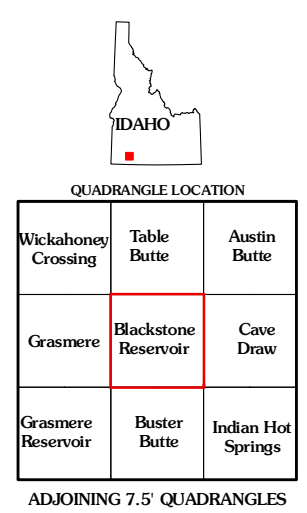 IDAHO
QUADRANGLE LOCATION
Wickahoney
Crossing
Table
Butte
Austin
Butte
Grasmere
Blackstone
Reservoir
Cave
Draw
Grasmere
Reservoir
Buster
Butte
Indian Hot
Springs
ADJOINING 7.5' QUADRANGLES